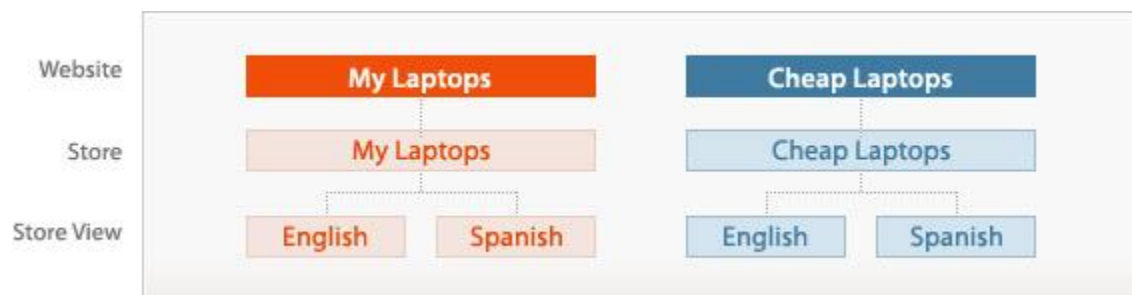 Website
My Laptops
Cheap Laptops
Store
My Laptops
Cheap Laptops
Store View
English
Spanish
English
Spanish